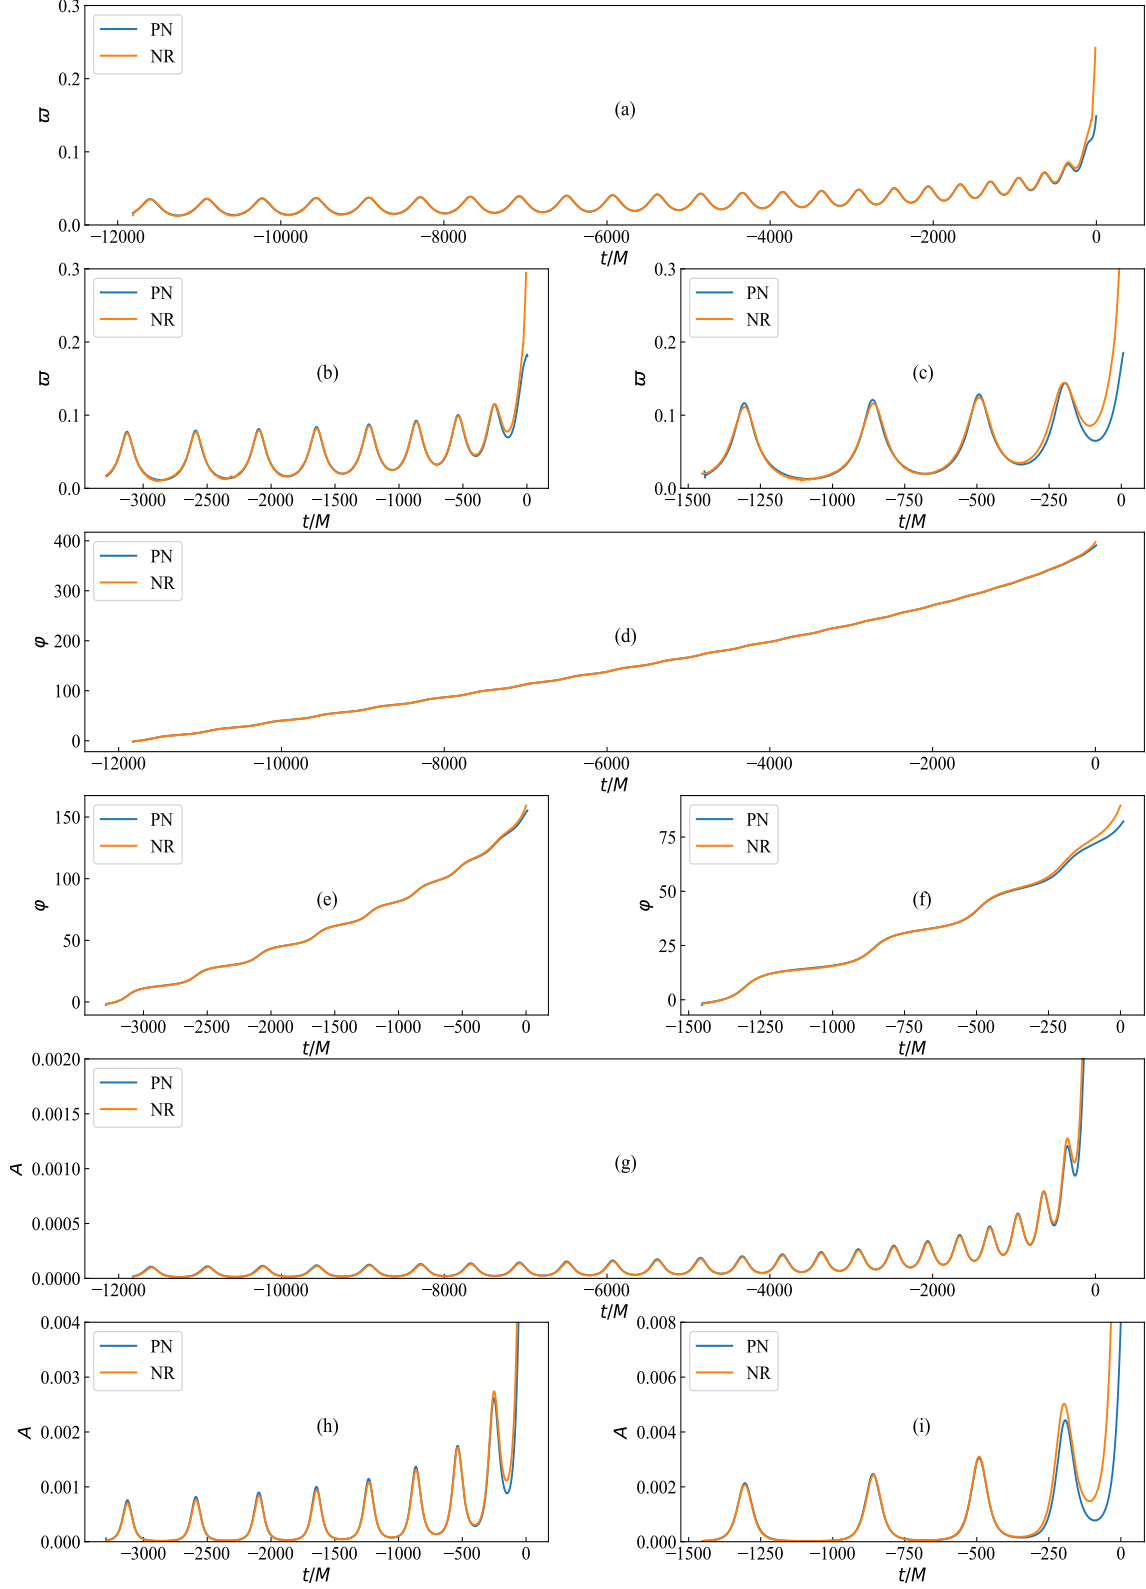 0.3
0.2
0.1
0.0
ϖ
PN
NR
(a)
−12000 −10000 −8000 −6000 −4000 −2000 0
t/M
0.3
0.2
0.1
0.0
ϖ
PN
NR
(b)
−3000 −2500 −2000 −1500 −1000 −500 0
t/M
0.3
0.2
0.1
0.0
ϖ
PN
NR
(c)
−1500 −1250 −1000 −750 −500 −250 0
t/M
400
300
200
100
0
φ
PN
NR
(d)
−12000 −10000 −8000 −6000 −4000 −2000 0
t/M
150
100
50
0
φ
PN
NR
(e)
−3000 −2500 −2000 −1500 −1000 −500 0
t/M
75
50
25
0
φ
PN
NR
(f)
−1500 −1250 −1000 −750 −500 −250 0
t/M
0.0020
0.0015
0.0010
0.0005
0.0000
A
PN
NR
(g)
−12000 −10000 −8000 −6000 −4000 −2000 0
t/M
0.004
0.003
0.002
0.001
0.000
A
PN
NR
(h)
−3000 −2500 −2000 −1500 −1000 −500 0
t/M
0.008
0.006
0.004
0.002
0.000
A
PN
NR
(i)
−1500 −1250 −1000 −750 −500 −250 0
t/M